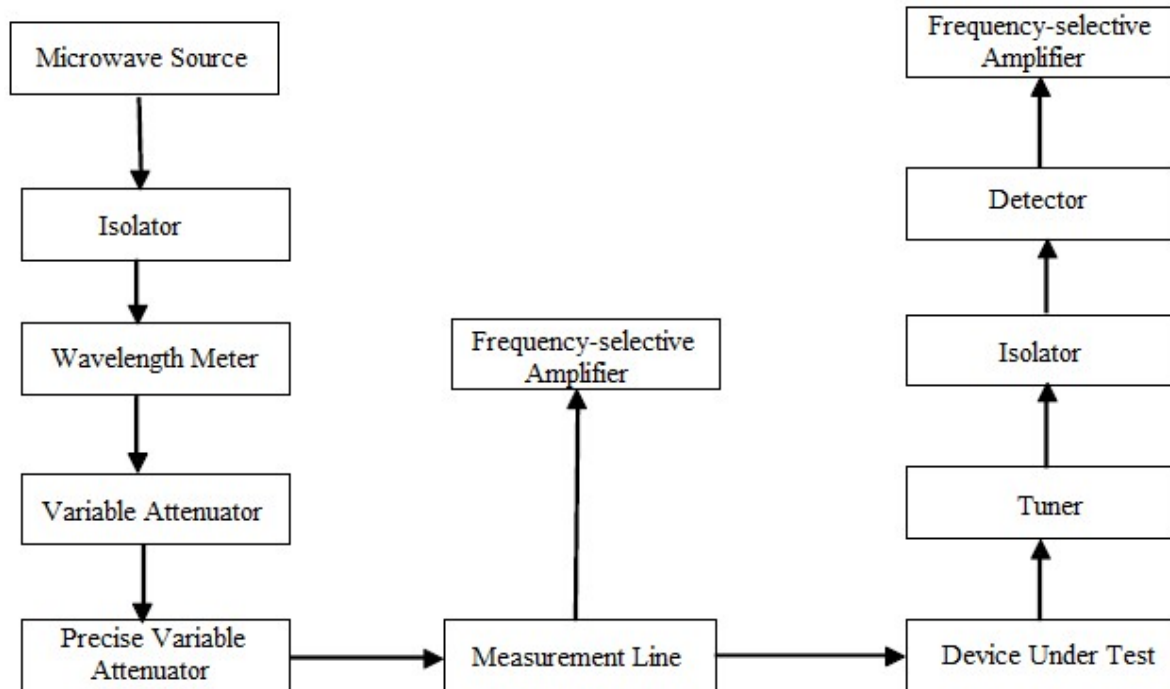 Microwave Source
Isolator
Wavelength Meter
Variable Attenuator
Precise Variable
Attenuator
Frequency-selective
Amplifier
Measurement Line
Frequency-selective
Amplifier
Detector
Isolator
Tuner
Device Under Test